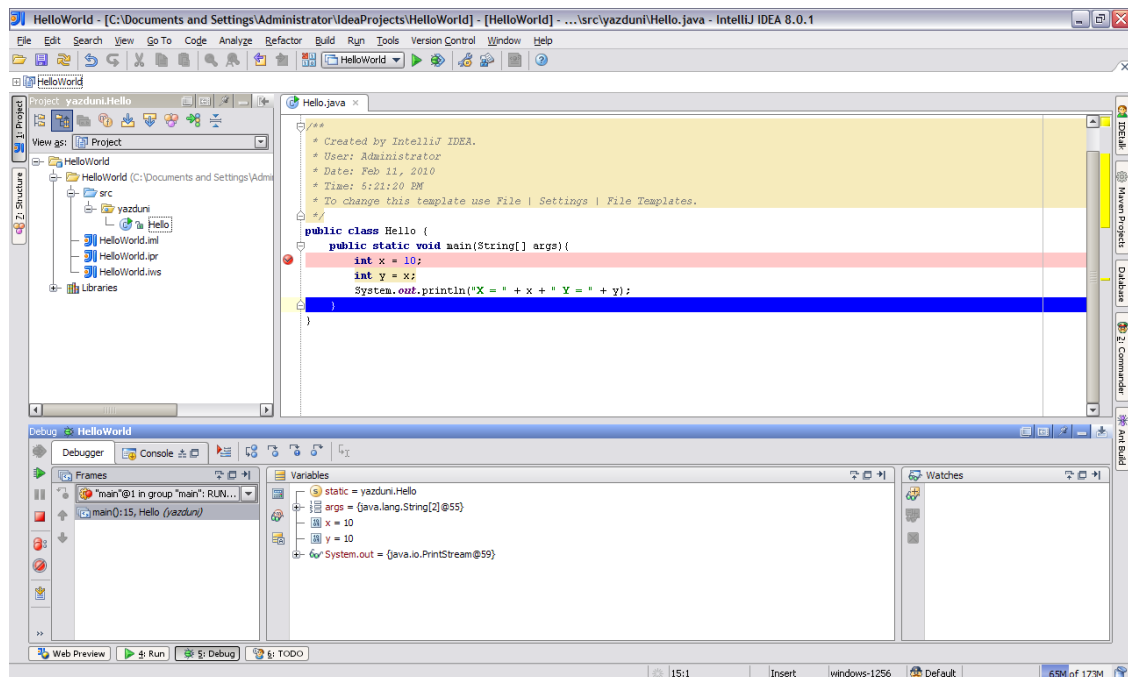 HelloWorld - [C:\Documents and Settings\Administrator\IdeaProjects\HelloWorld] - [HelloWorld] - ...\src\yazduni\Hello.java - IntelliJ IDEA 8.0.1
File Edit Search View Go To Code Analyze Refactor Build Run Tools Version Control Window Help
HelloWorld
HelloWorld
1: Project
7: Structure
Project yazduni.Hello
View as: Project
HelloWorld
HelloWorld (C:\Documents and Settings\Admi
src
yazduni
Hello
HelloWorld.iml
HelloWorld.ipr
HelloWorld.iws
Libraries
Hello.java
/**
* Created by IntelliJ IDEA.
* User: Administrator
* Date: Feb 11, 2010
* Time: 5:21:20 PM
* To change this template use File | Settings | File Templates.
*/
public class Hello {
public static void main(String[] args){
int x = 10;
int y = x;
System.out.println("X = " + x + " Y = " + y);
}
}
IDEtalk
Maven Projects
Database
2: Commander
Ant Build
Debug HelloWorld
Debugger Console
Frames
"main"@1 in group "main": RUN...
main():15, Hello (yazduni)
Variables
static = yazduni.Hello
args = {java.lang.String[2]@55}
x = 10
y = 10
System.out = {java.io.PrintStream@59}
Watches
Web Preview 4: Run 5: Debug 6: TODO
15:1 Insert windows-1256 Default 65M of 173M